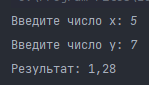 Введите число x: 5
Введите число y: 7
Результат: 1,28